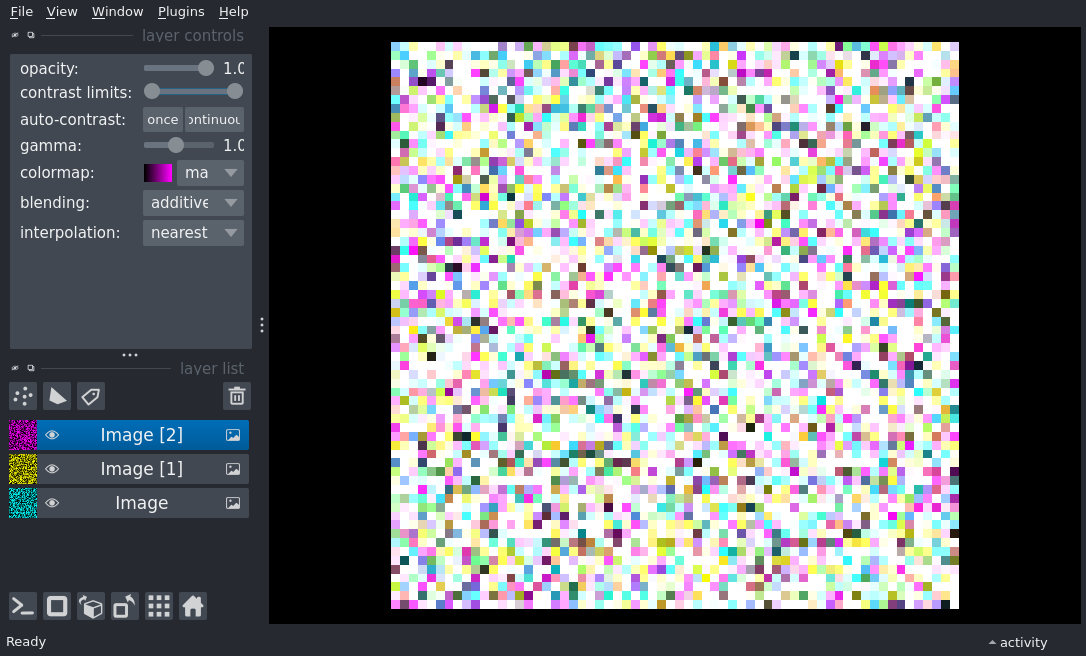 File View Window Plugins Help
layer controls
opacity: 1.0
contrast limits:
auto-contrast: once ontinuou
gamma: 1.0
colormap: ma
blending: additive
interpolation: nearest
layer list
Image [2]
Image [1]
Image
Ready
activity